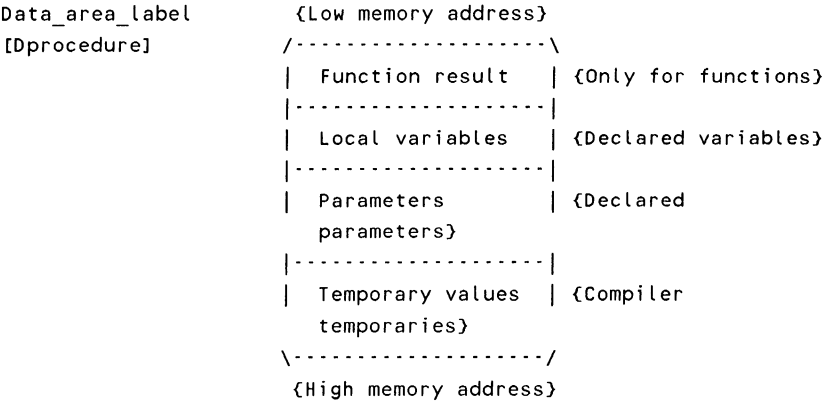 Data_area_label {Low memory address}
[Dprocedure] /---------------------\
| Function result | {Only for functions}
|---------------------|
| Local variables | {Declared variables}
|---------------------|
| Parameters | {Declared
parameters}
|---------------------|
| Temporary values | {Compiler
temporaries}
\---------------------/
{High memory address}